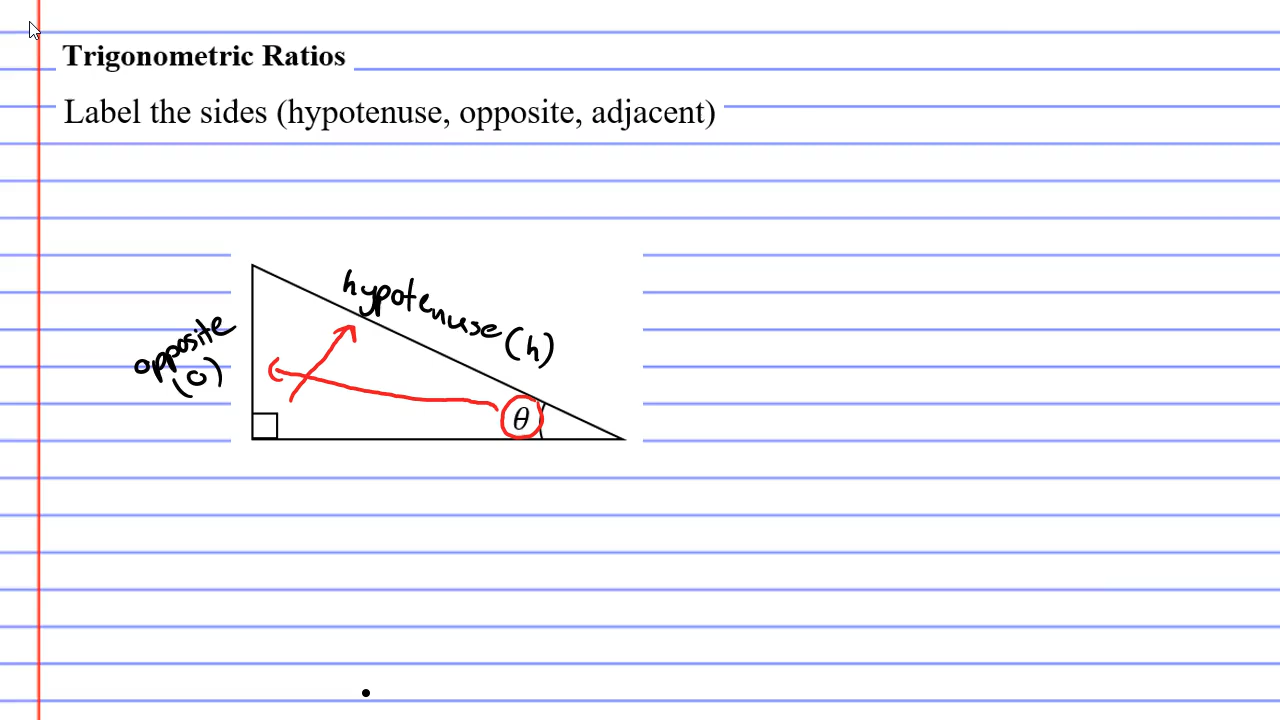 Trigonometric Ratios
Label the sides (hypotenuse, opposite, adjacent)
hypotenuse (h)
opposite
(o)
θ